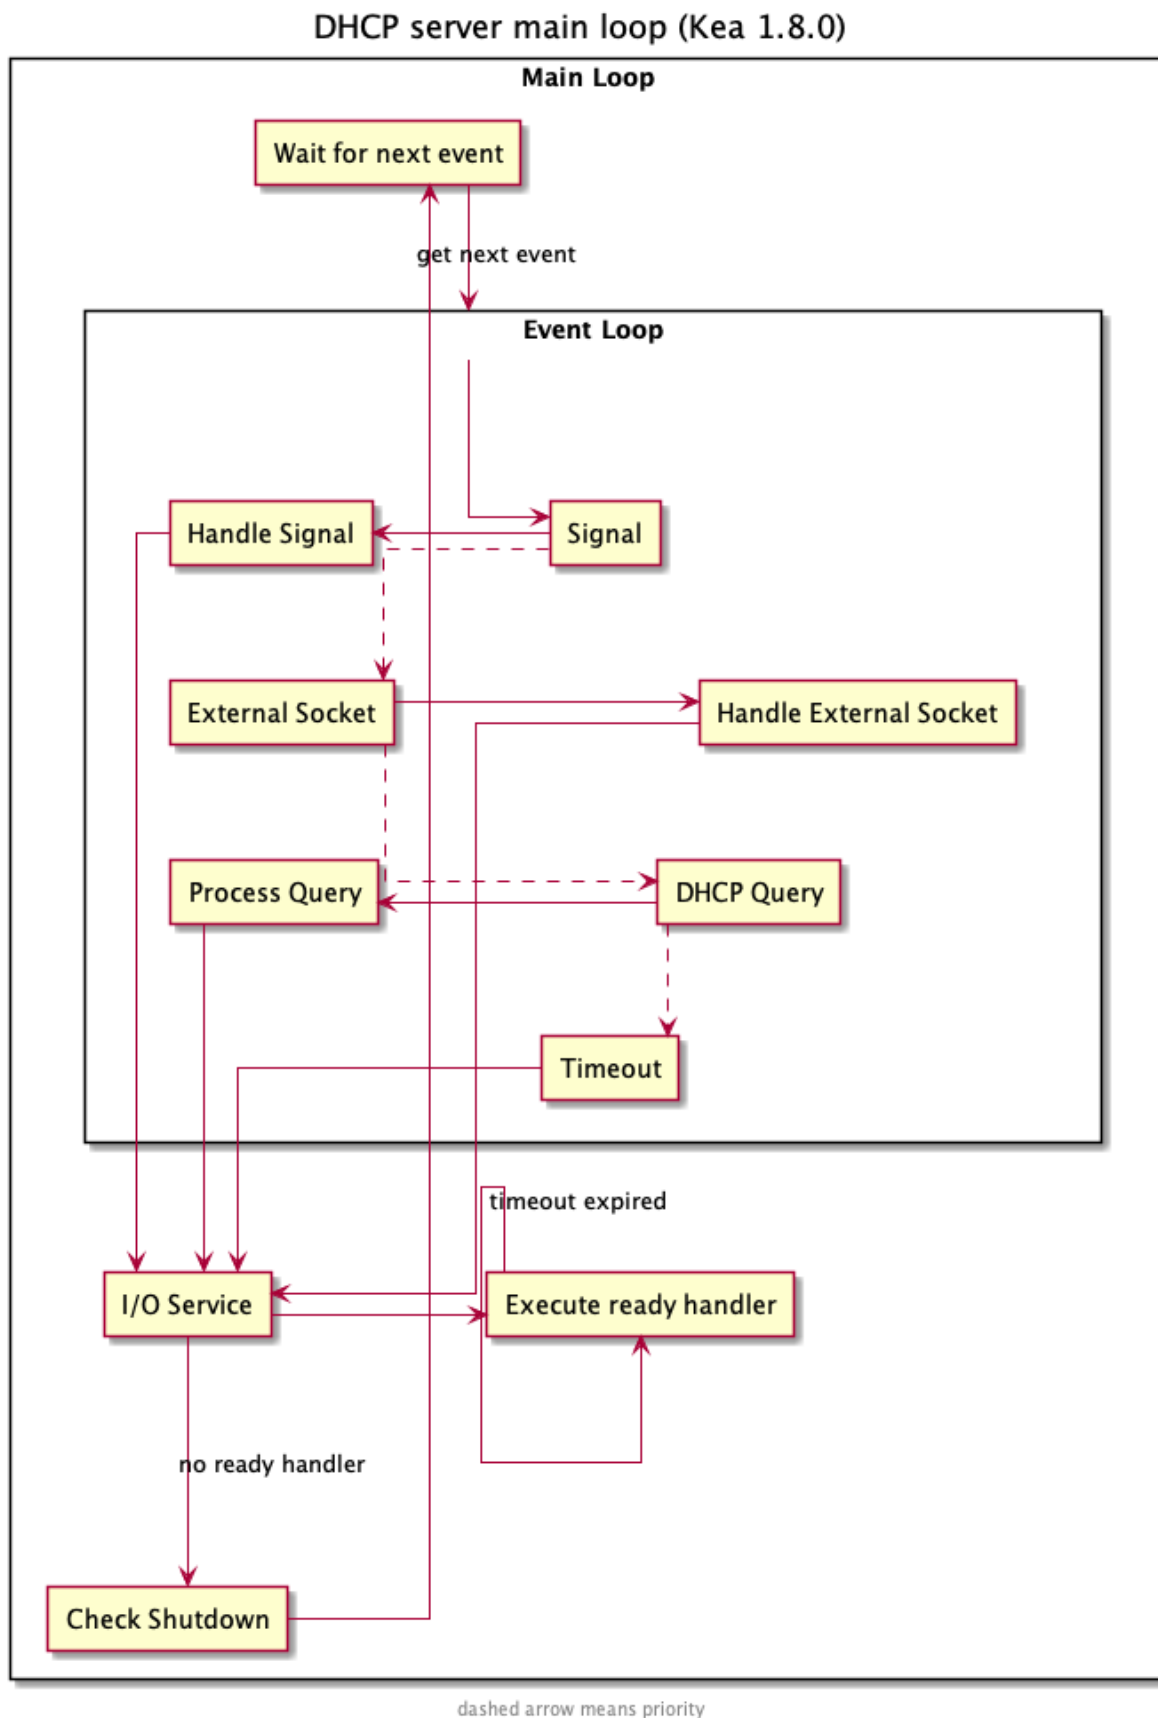 DHCP server main loop (Kea 1.8.0)
Main Loop
Wait for next event
get next event
Event Loop
Handle Signal
Signal
External Socket
Handle External Socket
Process Query
DHCP Query
Timeout
timeout expired
I/O Service
Execute ready handler
no ready handler
Check Shutdown
dashed arrow means priority